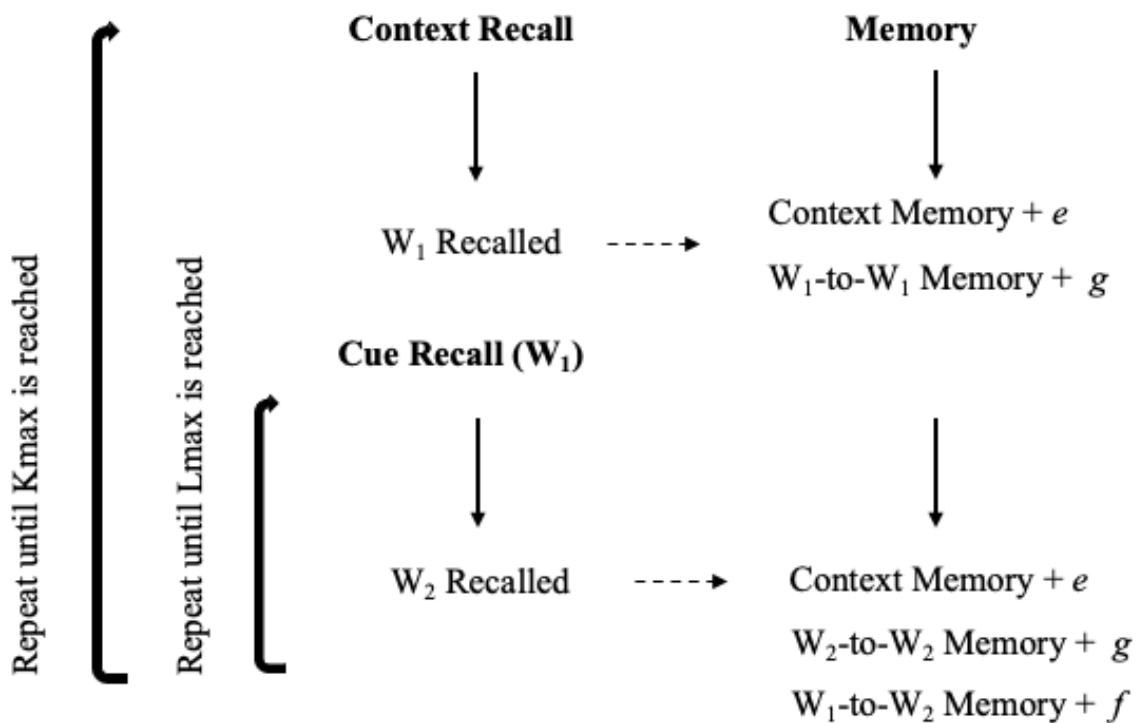 Context Recall
Memory
W₁ Recalled
Context Memory + e
W₁-to-W₁ Memory + g
Cue Recall (W₁)
W₂ Recalled
Context Memory + e
W₂-to-W₂ Memory + g
W₁-to-W₂ Memory + f
Repeat until Kmax is reached
Repeat until Lmax is reached